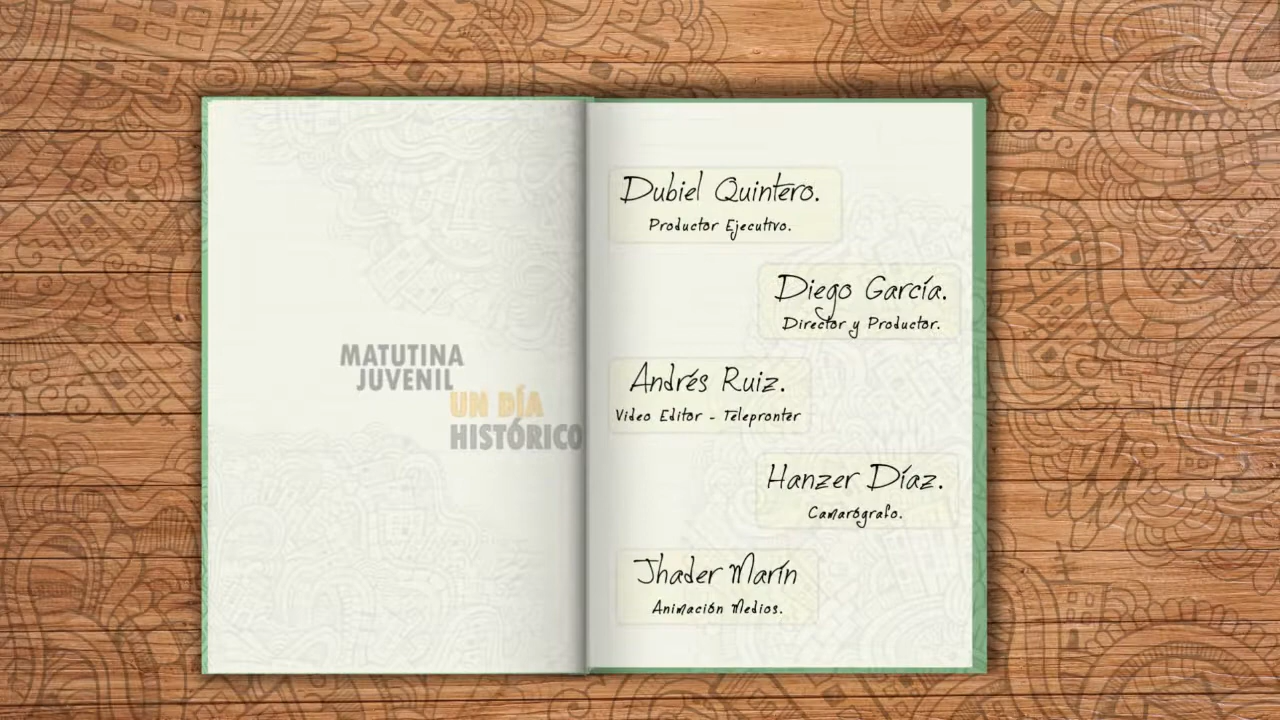 MATUTINA
JUVENIL
UN DÍA
HISTÓRICO
Dubiel Quintero.
Productor Ejecutivo.
Diego García.
Director y Productor.
Andrés Ruiz.
Video Editor - Telepronter
Hanzer Díaz.
Camarógrafo.
Jhader Marín
Animación Medios.